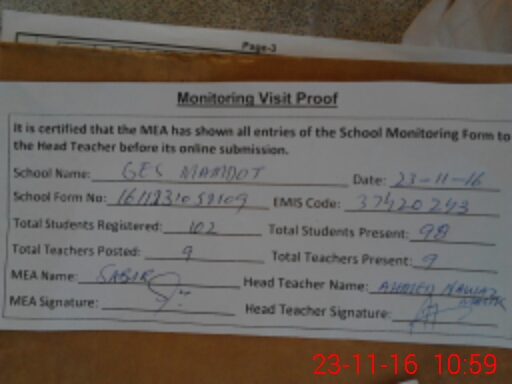 Page-3
Monitoring Visit Proof
It is certified that the MEA has shown all entries of the School Monitoring Form to
the Head Teacher before its online submission.
School Name: GES MAMDOT Date: 23-11-16
School Form No: EMIS Code: 37420243
Total Students Registered: 102 Total Students Present: 98
Total Teachers Posted: 9 Total Teachers Present: 9
MEA Name: SABIR Head Teacher Name: AHMED NAWAZ
MALIK
MEA Signature: Head Teacher Signature:
23-11-16 10:59